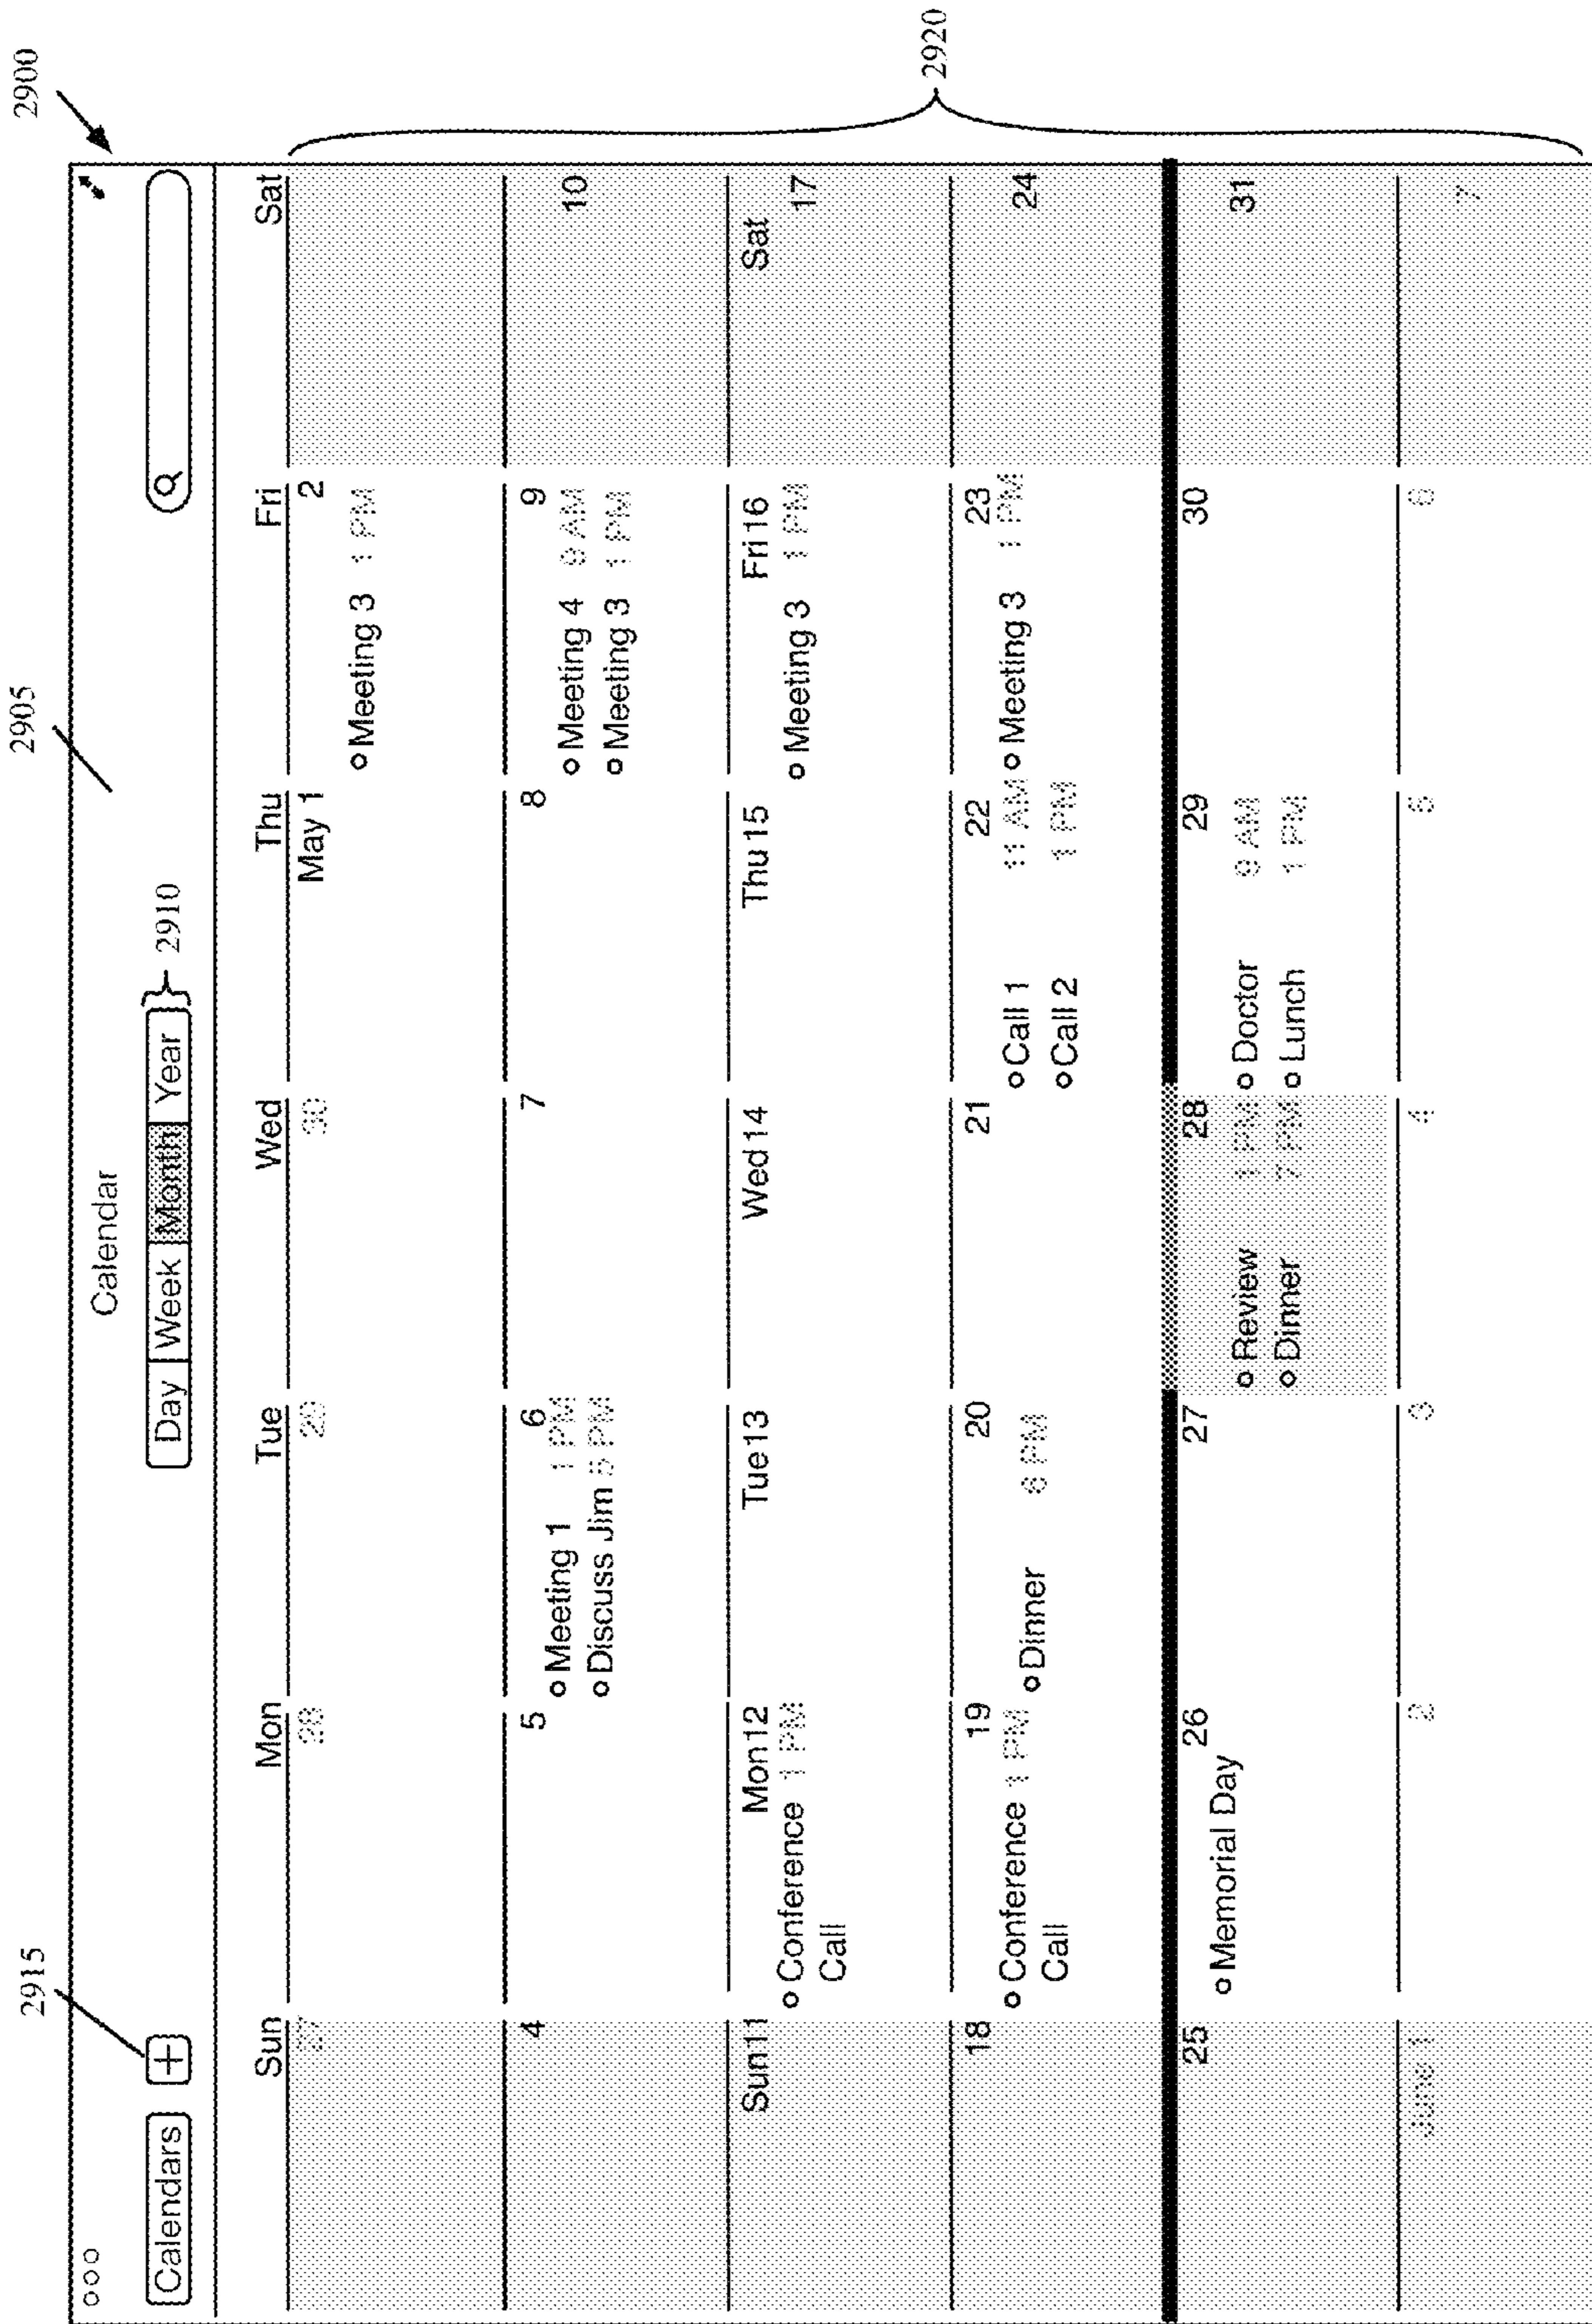 2900
2905
2915
Calendar
Calendars
+
Day Week Month Year
2910
Sun Mon Tue Wed Thu Fri Sat
27 28 29 30 May 1 2
Meeting 3 1 PM
2920
4 5 6 7 8 9 10
Meeting 1 1 PM
Discuss Jim 5 PM
Meeting 4 9 AM
Meeting 3 1 PM
Sun 11 Mon 12 Tue 13 Wed 14 Thu 15 Fri 16 Sat 17
Conference 1 PM
Call
Meeting 3 1 PM
18 19 20 21 22 23 24
Conference 1 PM
Call
Dinner 6 PM
Call 1 11 AM
Call 2 1 PM
Meeting 3 1 PM
25 26 27 28 29 30 31
Memorial Day
Review 1 PM
Dinner 7 PM
Doctor 9 AM
Lunch 1 PM
June 1 2 3 4 5 6 7